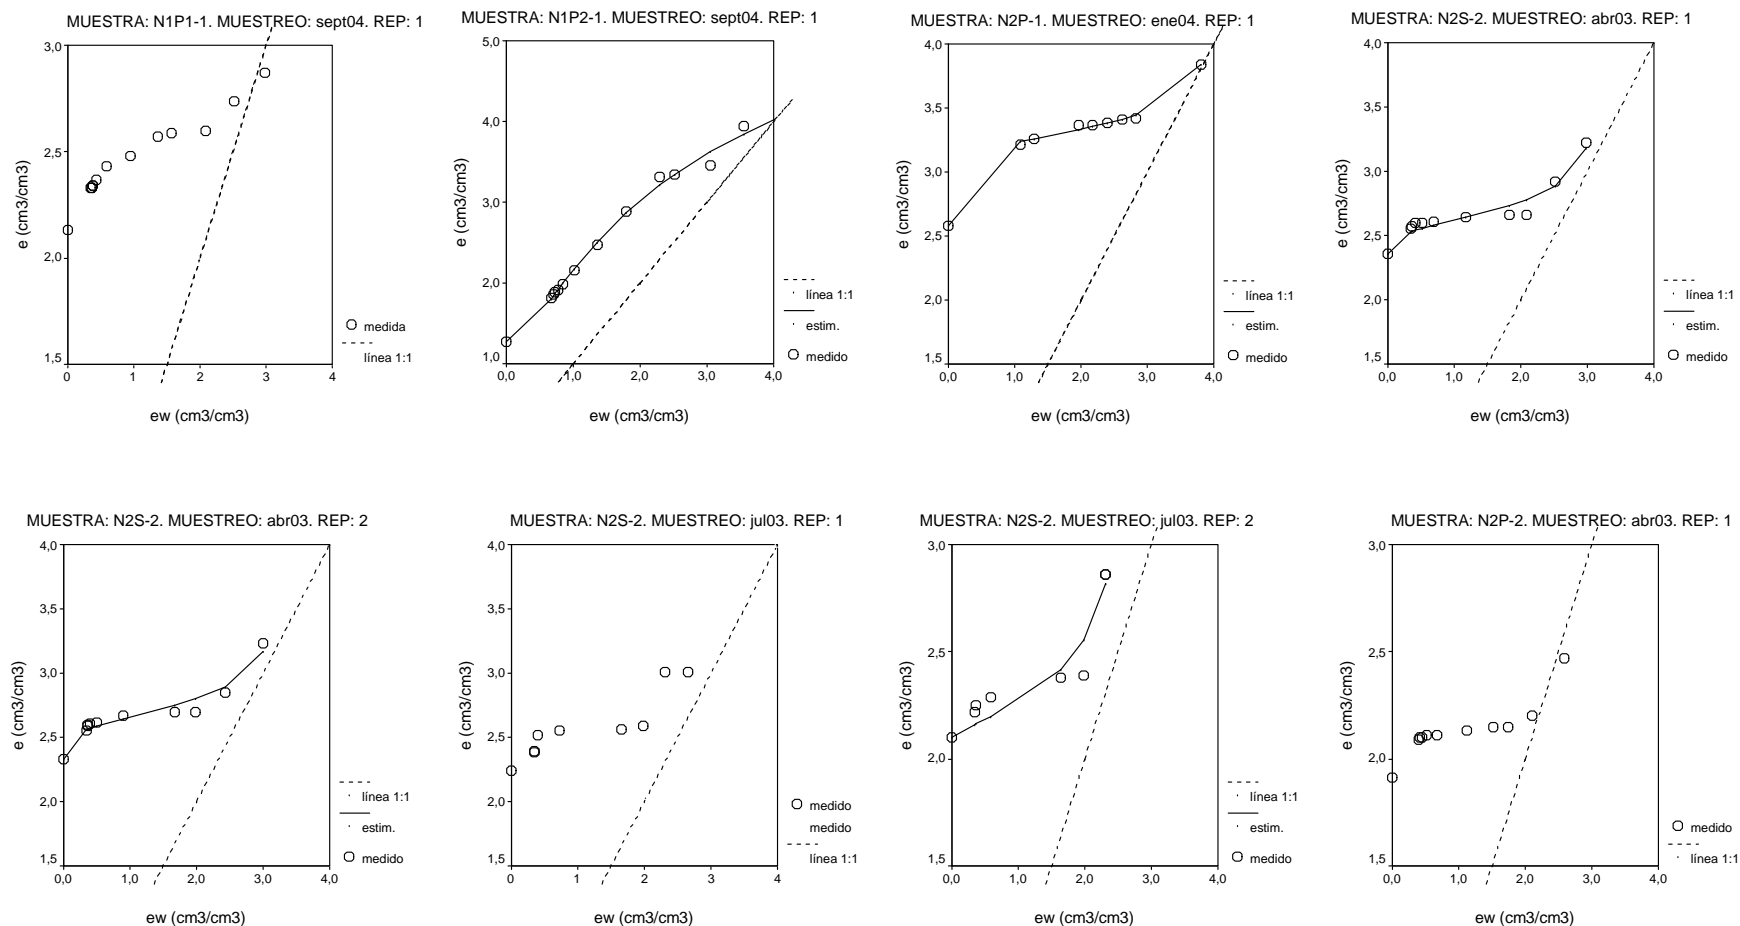 MUESTRA: N1P1-1. MUESTREO: sept04. REP: 1
3,0
2,5
2,0
1,5
e (cm3/cm3)
0 1 2 3 4
ew (cm3/cm3)
medida
línea 1:1
MUESTRA: N1P2-1. MUESTREO: sept04. REP: 1
5,0
4,0
3,0
2,0
1,0
e (cm3/cm3)
0,0 1,0 2,0 3,0 4,0
ew (cm3/cm3)
línea 1:1
estim.
medido
MUESTRA: N2P-1. MUESTREO: ene04. REP: 1
4,0
3,5
3,0
2,5
2,0
1,5
e (cm3/cm3)
0,0 1,0 2,0 3,0 4,0
ew (cm3/cm3)
línea 1:1
estim.
medido
MUESTRA: N2S-2. MUESTREO: abr03. REP: 1
4,0
3,5
3,0
2,5
2,0
1,5
e (cm3/cm3)
0,0 1,0 2,0 3,0 4,0
ew (cm3/cm3)
línea 1:1
estim.
medido
MUESTRA: N2S-2. MUESTREO: abr03. REP: 2
4,0
3,5
3,0
2,5
2,0
1,5
e (cm3/cm3)
0,0 1,0 2,0 3,0 4,0
ew (cm3/cm3)
línea 1:1
estim.
medido
MUESTRA: N2S-2. MUESTREO: jul03. REP: 1
4,0
3,5
3,0
2,5
2,0
1,5
e (cm3/cm3)
0 1 2 3 4
ew (cm3/cm3)
medido
medido
línea 1:1
MUESTRA: N2S-2. MUESTREO: jul03. REP: 2
3,0
2,5
2,0
1,5
e (cm3/cm3)
0,0 1,0 2,0 3,0 4,0
ew (cm3/cm3)
línea 1:1
estim.
medido
MUESTRA: N2P-2. MUESTREO: abr03. REP: 1
3,0
2,5
2,0
1,5
e (cm3/cm3)
0,0 1,0 2,0 3,0 4,0
ew (cm3/cm3)
medido
línea 1:1